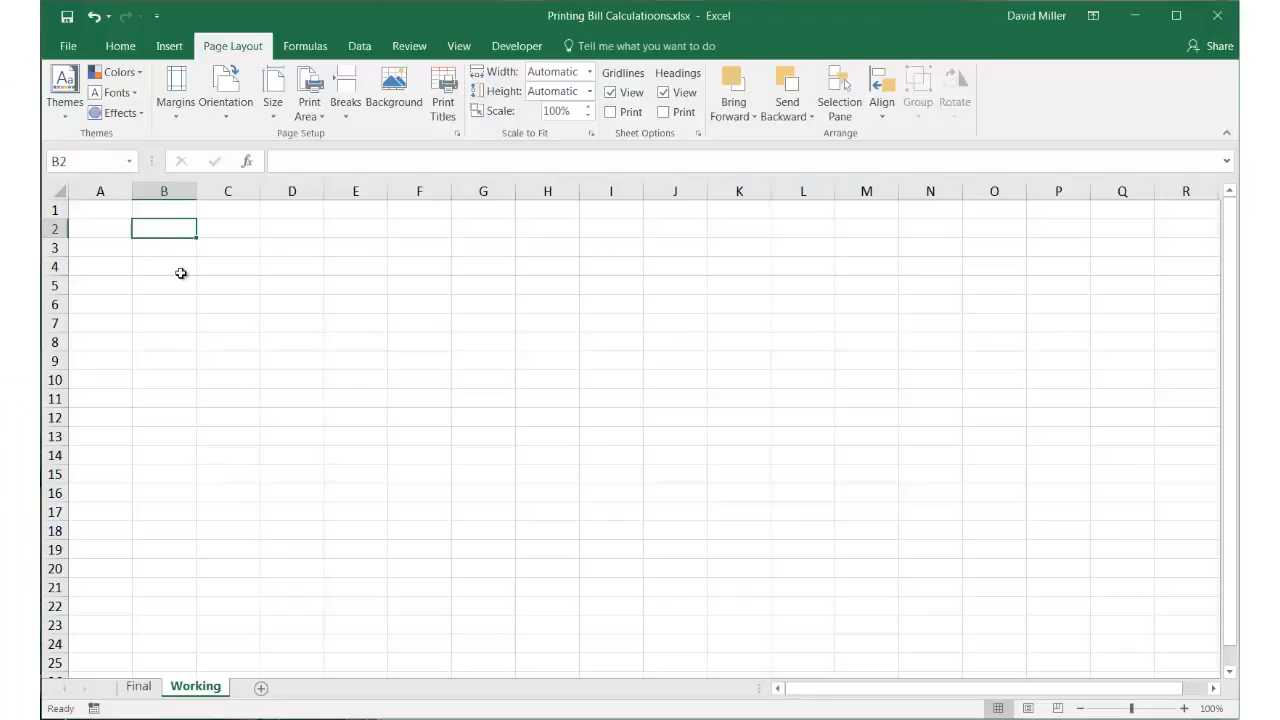 Printing Bill Calculatioons.xlsx - Excel
David Miller
File Home Insert Page Layout Formulas Data Review View Developer Tell me what you want to do Share
Aa
Themes
Colors
Fonts
Effects
Themes
Margins
Orientation
Size
Print
Area
Breaks
Background
Print
Titles
Page Setup
Width: Automatic
Height: Automatic
Scale: 100%
Scale to Fit
Gridlines Headings
View View
Print Print
Sheet Options
Bring
Forward
Send
Backward
Selection
Pane
Align
Group
Rotate
Arrange
B2 fx
A B C D E F G H I J K L M N O P Q R
1
2
3
4
5
6
7
8
9
10
11
12
13
14
15
16
17
18
19
20
21
22
23
24
25
Final Working
Ready 100%